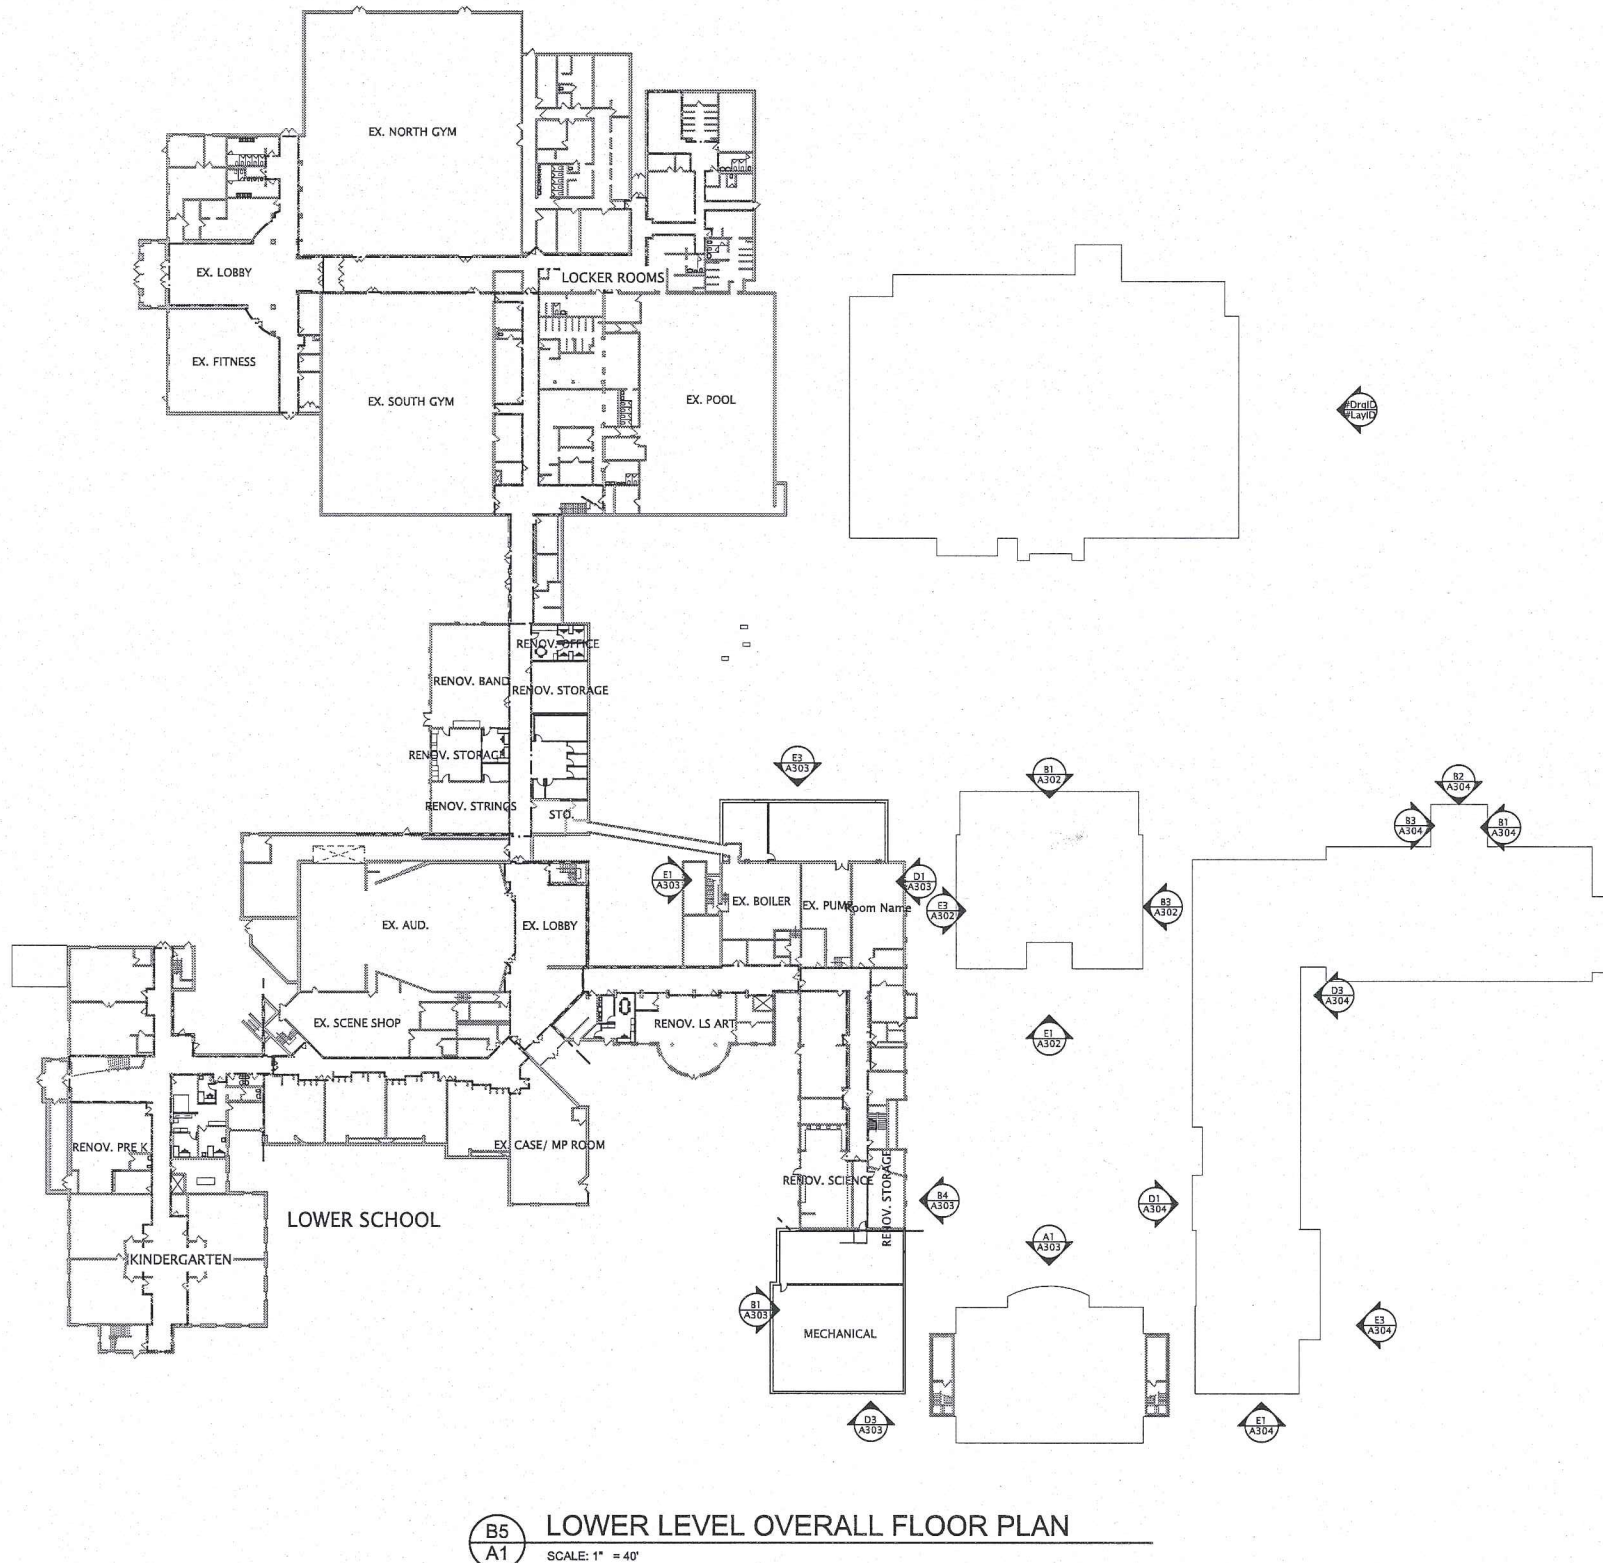 EX. NORTH GYM
EX. LOBBY
LOCKER ROOMS
EX. FITNESS
EX. SOUTH GYM
EX. POOL
#DrgID
#LayID
RENOV. OFFICE
RENOV. BAND
RENOV. STORAGE
RENOV. STORAGE
RENOV. STRINGS
STO.
E3
A303
B1
A302
B2
A304
B3
A304
B1
A304
E1
A303
D1
A303
EX. BOILER
EX. PUMP
Room Name
E3
A302
B3
A302
EX. AUD.
EX. LOBBY
D3
A304
EX. SCENE SHOP
RENOV. LS ART
E1
A302
RENOV. PRE K
EX. CASE/ MP ROOM
RENOV. SCIENCE
RENOV. STORAGE
B4
A303
D1
A304
LOWER SCHOOL
A1
A303
KINDERGARTEN
B1
A303
MECHANICAL
E3
A304
D3
A303
E1
A304
B5
A1
LOWER LEVEL OVERALL FLOOR PLAN
SCALE: 1" = 40'